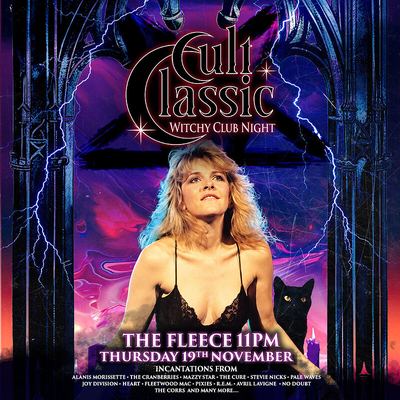 Cult
Classic
WITCHY CLUB NIGHT
THE FLEECE 11PM
THURSDAY 19TH NOVEMBER
INCANTATIONS FROM
ALANIS MORISSETTE • THE CRANBERRIES • MAZZY STAR • THE CURE • STEVIE NICKS • PALE WAVES
JOY DIVISION • HEART • FLEETWOOD MAC • PIXIES • R.E.M. • AVRIL LAVIGNE • NO DOUBT
THE CORRS AND MANY MORE....